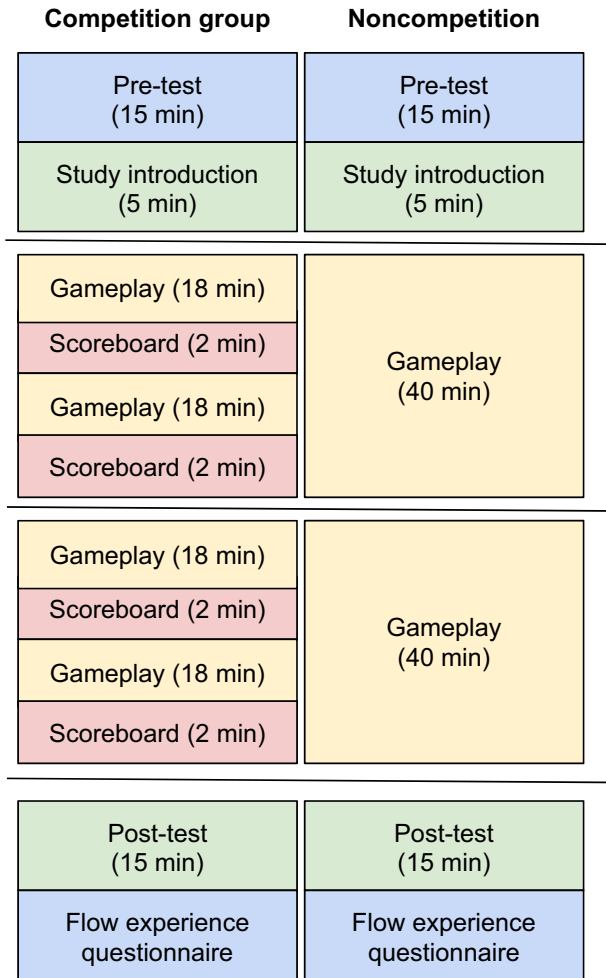 Competition group
Noncompetition
Pre-test
(15 min)
Pre-test
(15 min)
Study introduction
(5 min)
Study introduction
(5 min)
Gameplay (18 min)
Scoreboard (2 min)
Gameplay (18 min)
Scoreboard (2 min)
Gameplay
(40 min)
Gameplay (18 min)
Scoreboard (2 min)
Gameplay (18 min)
Scoreboard (2 min)
Gameplay
(40 min)
Post-test
(15 min)
Post-test
(15 min)
Flow experience
questionnaire
Flow experience
questionnaire